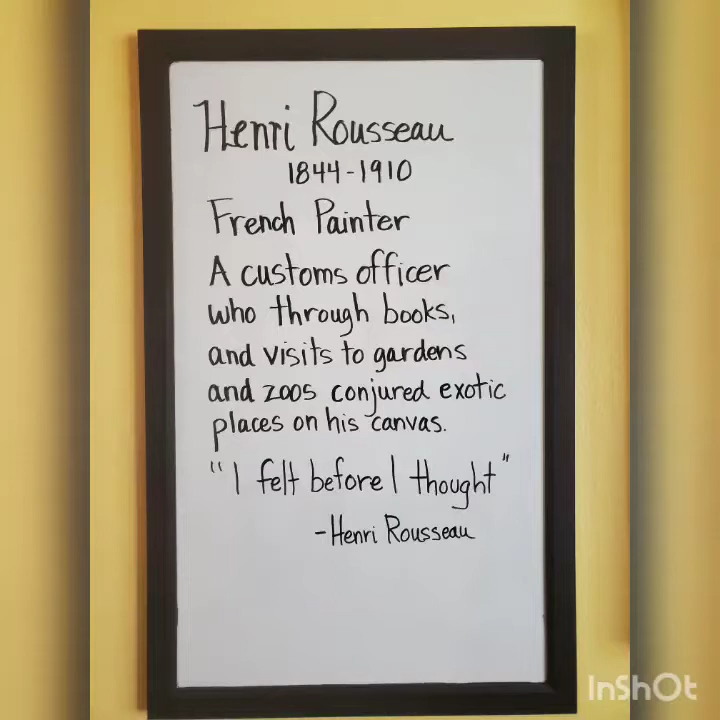 Henri Rousseau
1844-1910
French Painter
A customs officer
who through books,
and visits to gardens
and zoos conjured exotic
places on his canvas.
"I felt before I thought"
-Henri Rousseau
InShOt